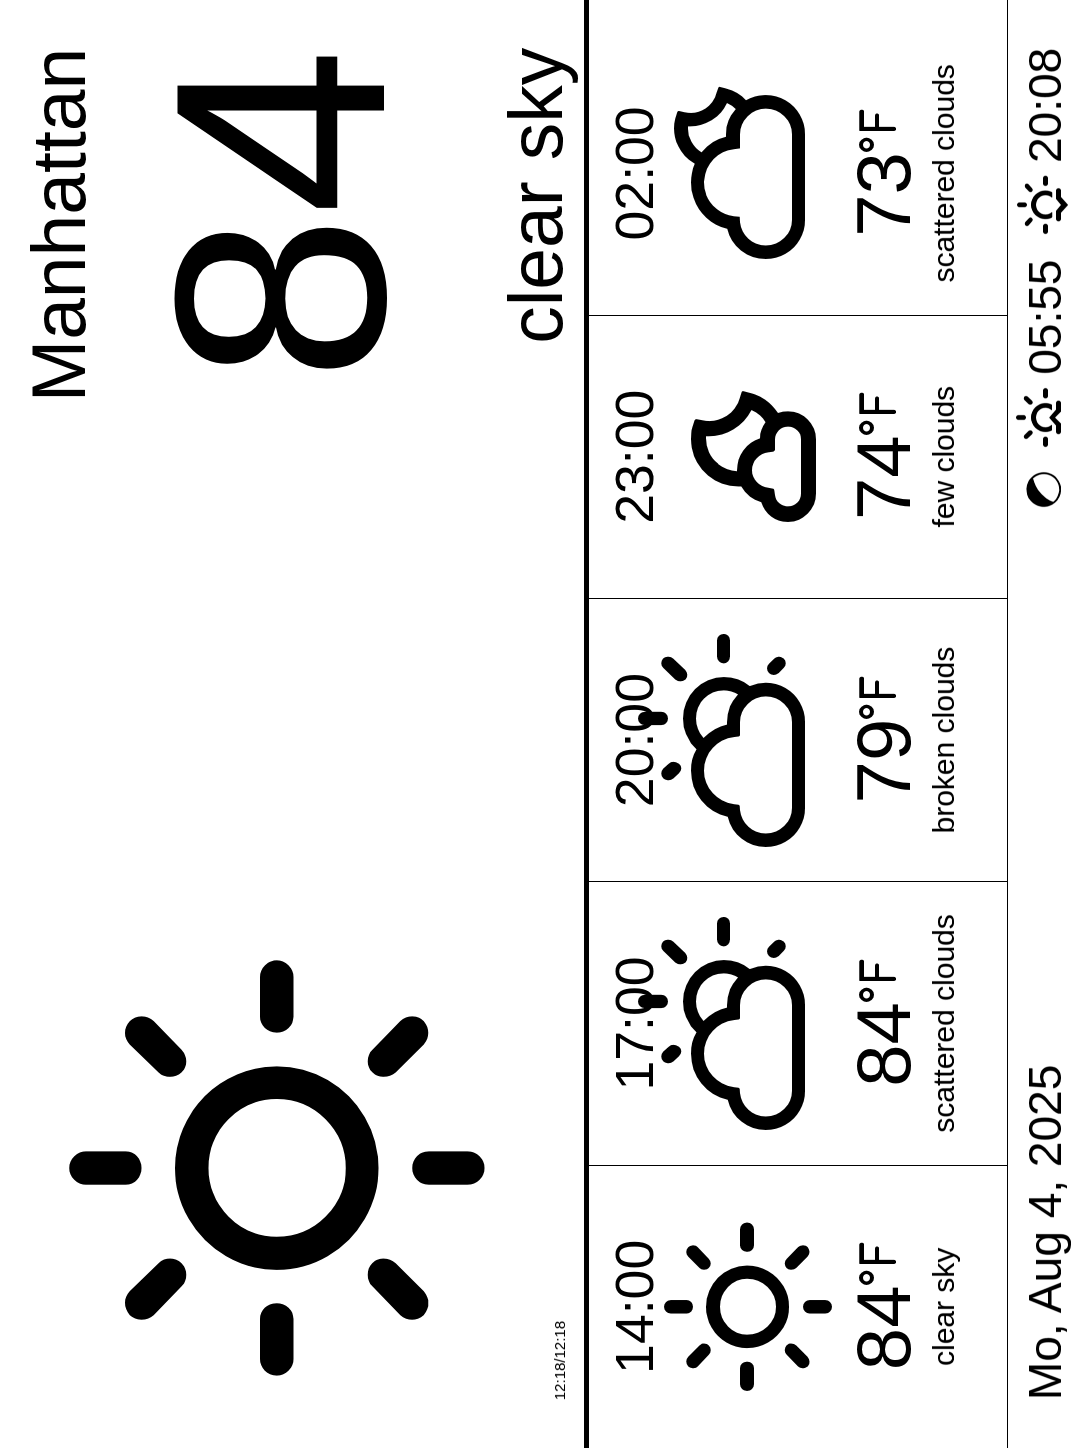 Manhattan
84
clear sky
12:18/12:18
14:00
84°F
clear sky
17:00
84°F
scattered clouds
20:00
79°F
broken clouds
23:00
74°F
few clouds
02:00
73°F
scattered clouds
Mo, Aug 4, 2025
05:55 20:08